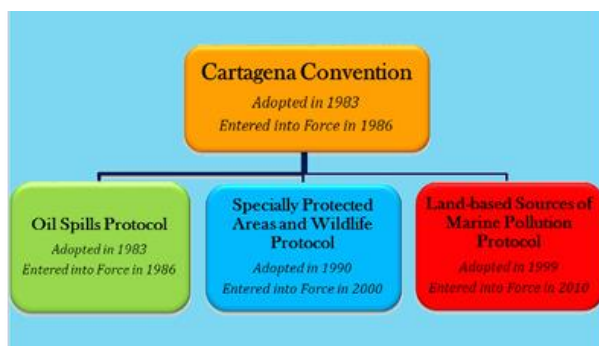 Cartagena Convention
Adopted in 1983
Entered into Force in 1986
Oil Spills Protocol
Adopted in 1983
Entered into Force in 1986
Specially Protected
Areas and Wildlife
Protocol
Adopted in 1990
Entered into Force in 2000
Land-based Sources of
Marine Pollution
Protocol
Adopted in 1999
Entered into Force in 2010